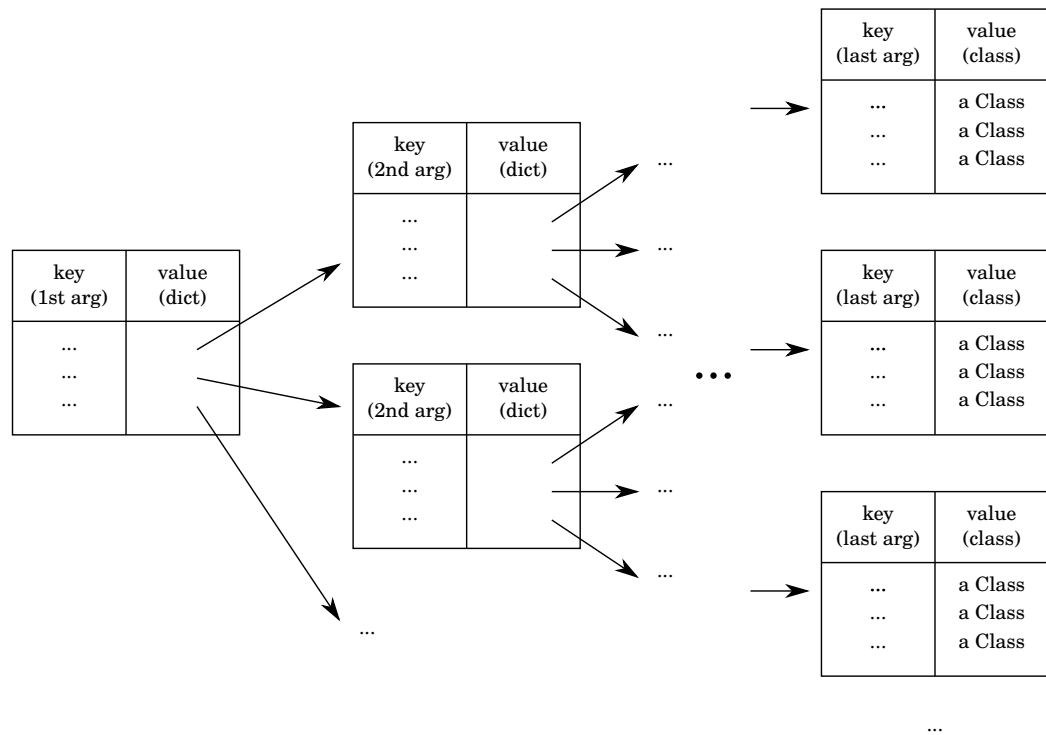 key value
(1st arg) (dict)
...
...
...
key value
(2nd arg) (dict)
...
...
...
key value
(2nd arg) (dict)
...
...
...
...
...
...
...
...
...
...
...
...
key value
(last arg) (class)
... a Class
... a Class
... a Class
key value
(last arg) (class)
... a Class
... a Class
... a Class
key value
(last arg) (class)
... a Class
... a Class
... a Class
...